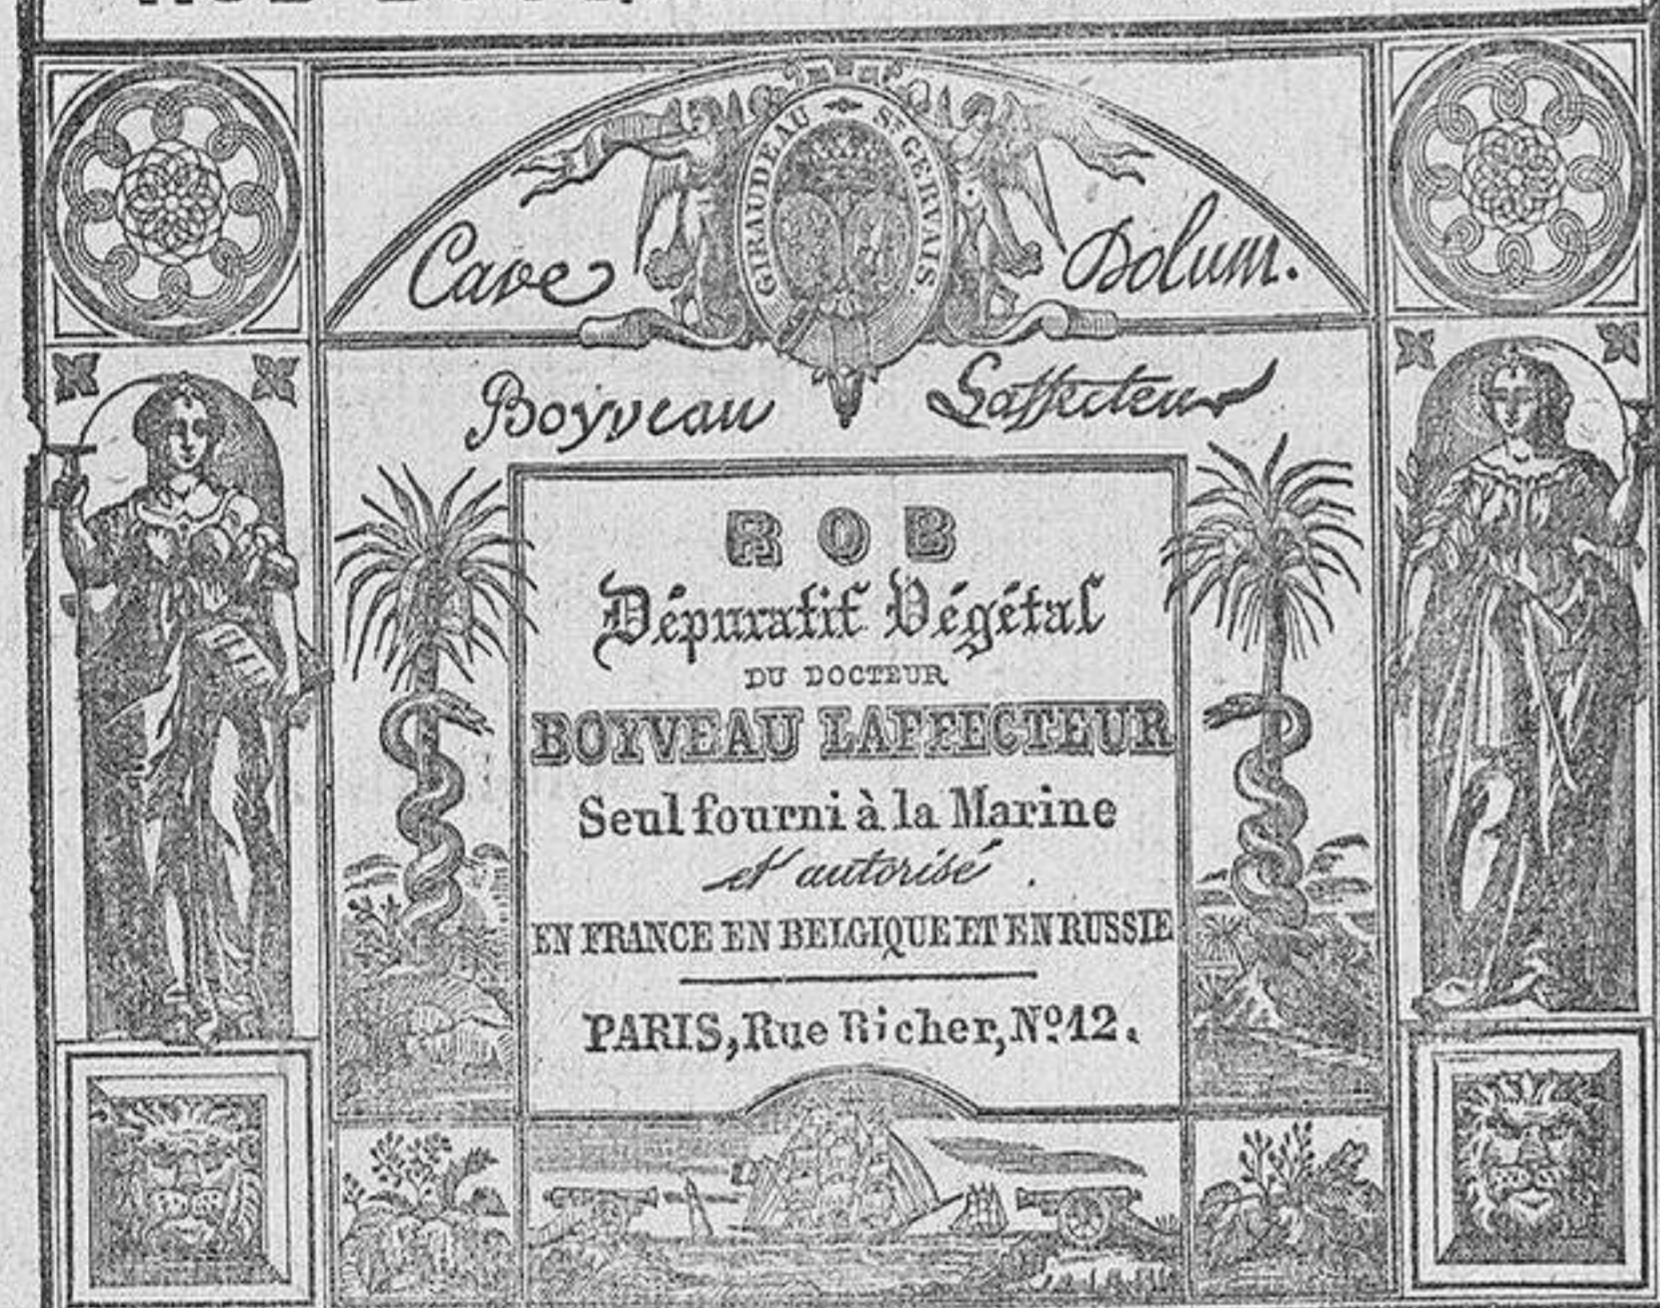 GIRAUDEAU St GERVAIS
Cave Dolum.
Boyveau Laffecteur
ROB
Dépuratif Végétal
DU DOCTEUR
BOYVEAU LAFFECTEUR
Seul fourni à la Marine
et autorisé
EN FRANCE EN BELGIQUE ET EN RUSSIE
PARIS, Rue Richer, No 12.